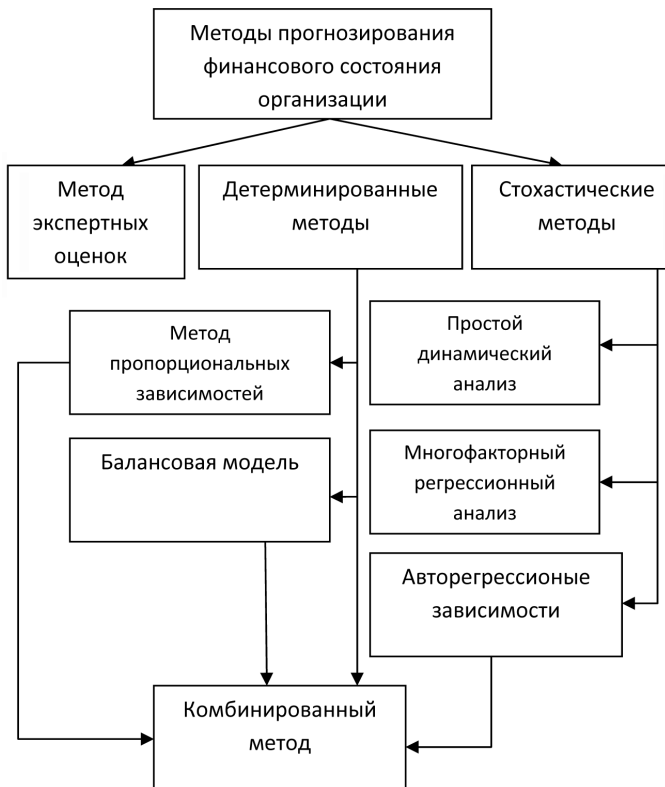 Методы прогнозирования
финансового состояния
организации
Метод
экспертных
оценок
Детерминированные
методы
Стохастические
методы
Метод
пропорциональных
зависимостей
Простой
динамический
анализ
Балансовая модель
Многофакторный
регрессионный
анализ
Авторегрессионые
зависимости
Комбинированный
метод